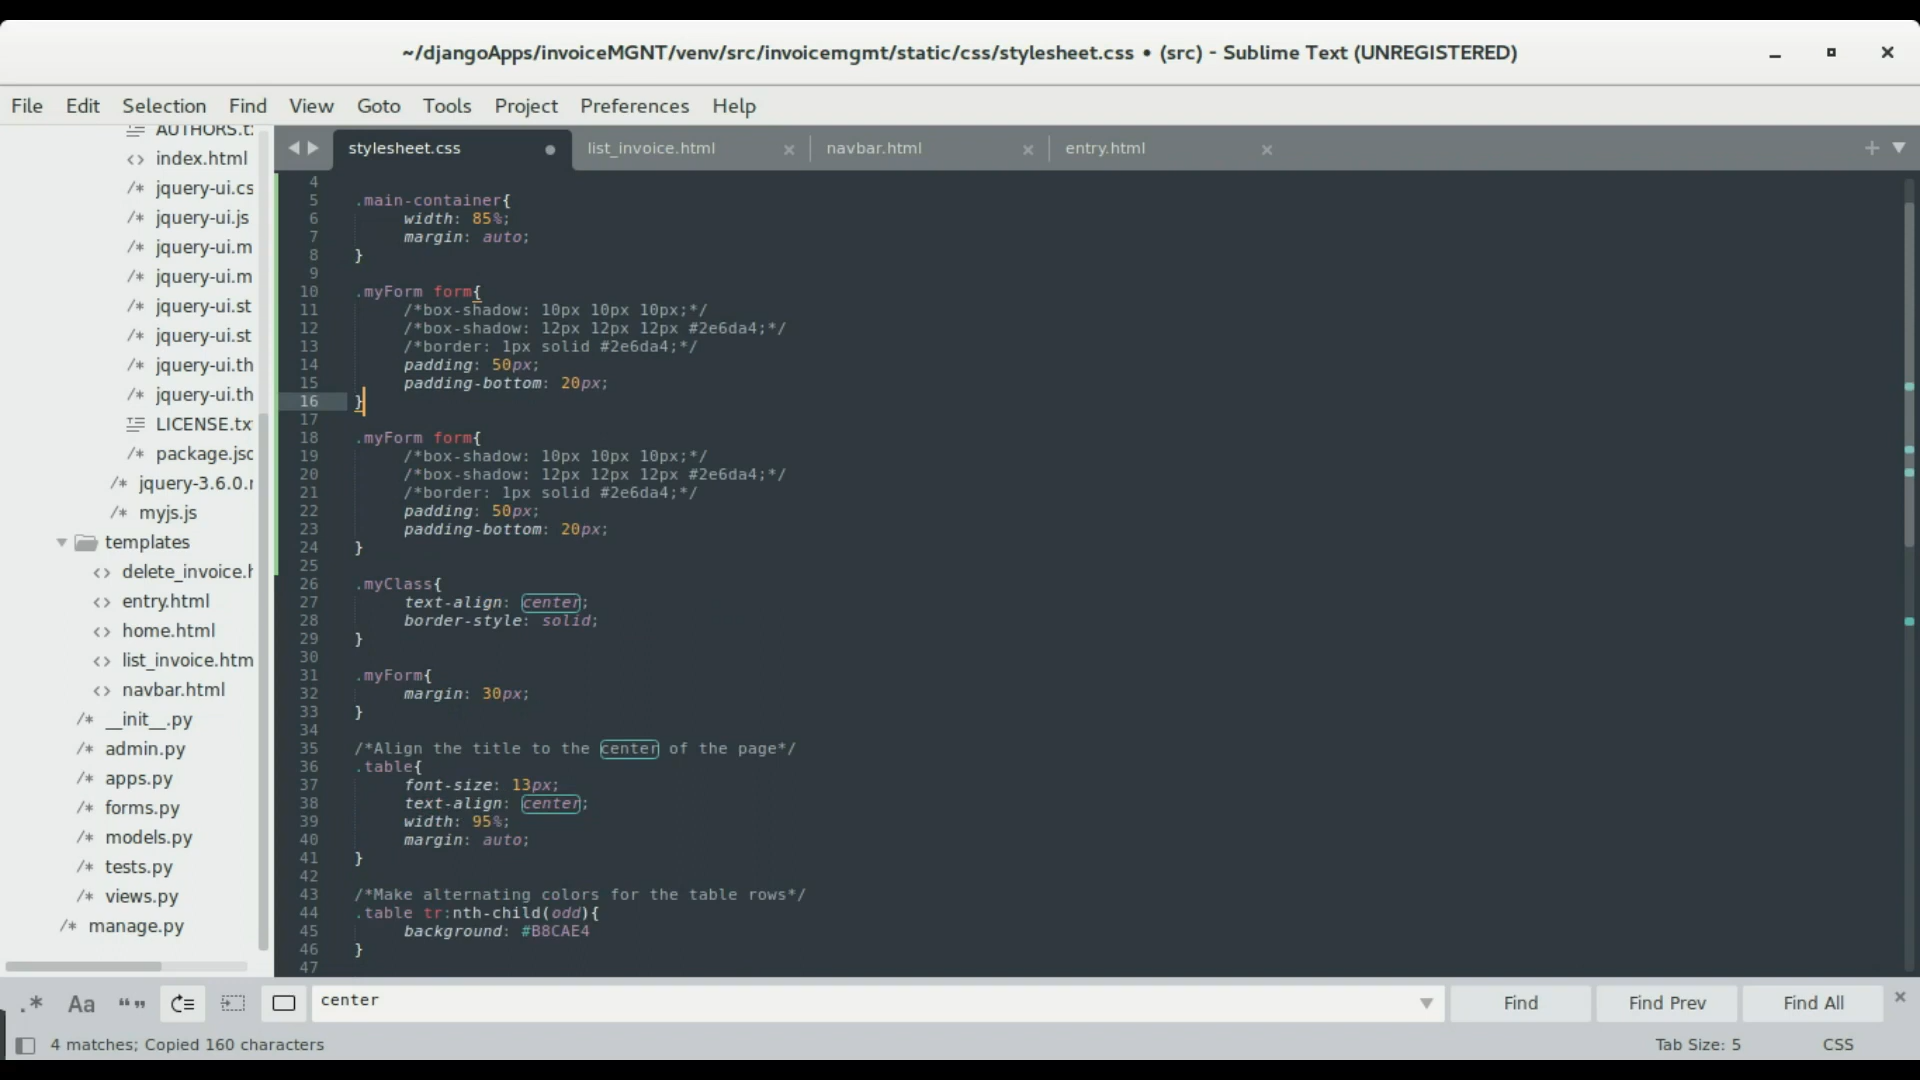 ~/djangoApps/invoiceMGNT/venv/src/invoicemgmt/static/css/stylesheet.css • (src) - Sublime Text (UNREGISTERED)
File Edit Selection Find View Goto Tools Project Preferences Help
AUTHORS.t
index.html
jquery-ui.cs
jquery-ui.js
jquery-ui.m
jquery-ui.m
jquery-ui.st
jquery-ui.st
jquery-ui.th
jquery-ui.th
LICENSE.tx
package.jsc
jquery-3.6.0.r
myjs.js
templates
delete_invoice.h
entry.html
home.html
list_invoice.htm
navbar.html
__init__.py
admin.py
apps.py
forms.py
models.py
tests.py
views.py
manage.py
stylesheet.css list_invoice.html navbar.html entry.html
4
5 .main-container{
6 width: 85%;
7 margin: auto;
8 }
9
10 .myForm form{
11 /*box-shadow: 10px 10px 10px;*/
12 /*box-shadow: 12px 12px 12px #2e6da4;*/
13 /*border: 1px solid #2e6da4;*/
14 padding: 50px;
15 padding-bottom: 20px;
16 }
17
18 .myForm form{
19 /*box-shadow: 10px 10px 10px;*/
20 /*box-shadow: 12px 12px 12px #2e6da4;*/
21 /*border: 1px solid #2e6da4;*/
22 padding: 50px;
23 padding-bottom: 20px;
24 }
25
26 .myClass{
27 text-align: center;
28 border-style: solid;
29 }
30
31 .myForm{
32 margin: 30px;
33 }
34
35 /*Align the title to the center of the page*/
36 .table{
37 font-size: 13px;
38 text-align: center;
39 width: 95%;
40 margin: auto;
41 }
42
43 /*Make alternating colors for the table rows*/
44 .table tr:nth-child(odd){
45 background: #B8CAE4
46 }
47
.* Aa “” center Find Find Prev Find All
4 matches; Copied 160 characters Tab Size: 5 CSS